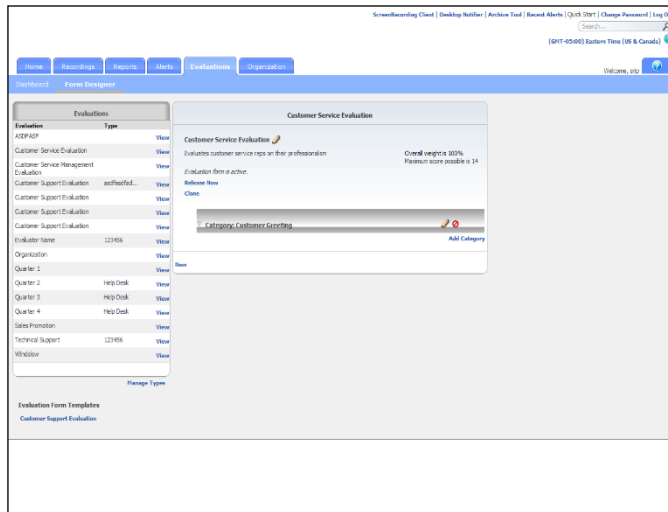 ScreenRecording Client | Desktop Notifier | Archive Tool | Recent Alerts | Quick Start | Change Password | Log O
Search...
(GMT-05:00) Eastern Time (US & Canada)
Home Recordings Reports Alerts Evaluations Organization
Welcome, srip
Dashboard Form Designer
Evaluations
Evaluation Type
ASDFASF View
Customer Service Evaluation View
Customer Service Management Evaluation View
Customer Support Evaluation asdfasdfad... View
Customer Support Evaluation View
Customer Support Evaluation View
Customer Support Evaluation View
Evaluator Name 123456 View
Organization View
Quarter 1 View
Quarter 2 Help Desk View
Quarter 3 Help Desk View
Quarter 4 Help Desk View
Sales Promotion View
Technical Support 123456 View
Windslow View
Manage Types
Evaluation Form Templates
Customer Support Evaluation
Customer Service Evaluation
Customer Service Evaluation
Evaluates customer service reps on their professionalism
Overall weight is 100%
Maximum score possible is 14
Evaluation form is active.
Release Now
Clone
Category: Customer Greeting
Add Category
New